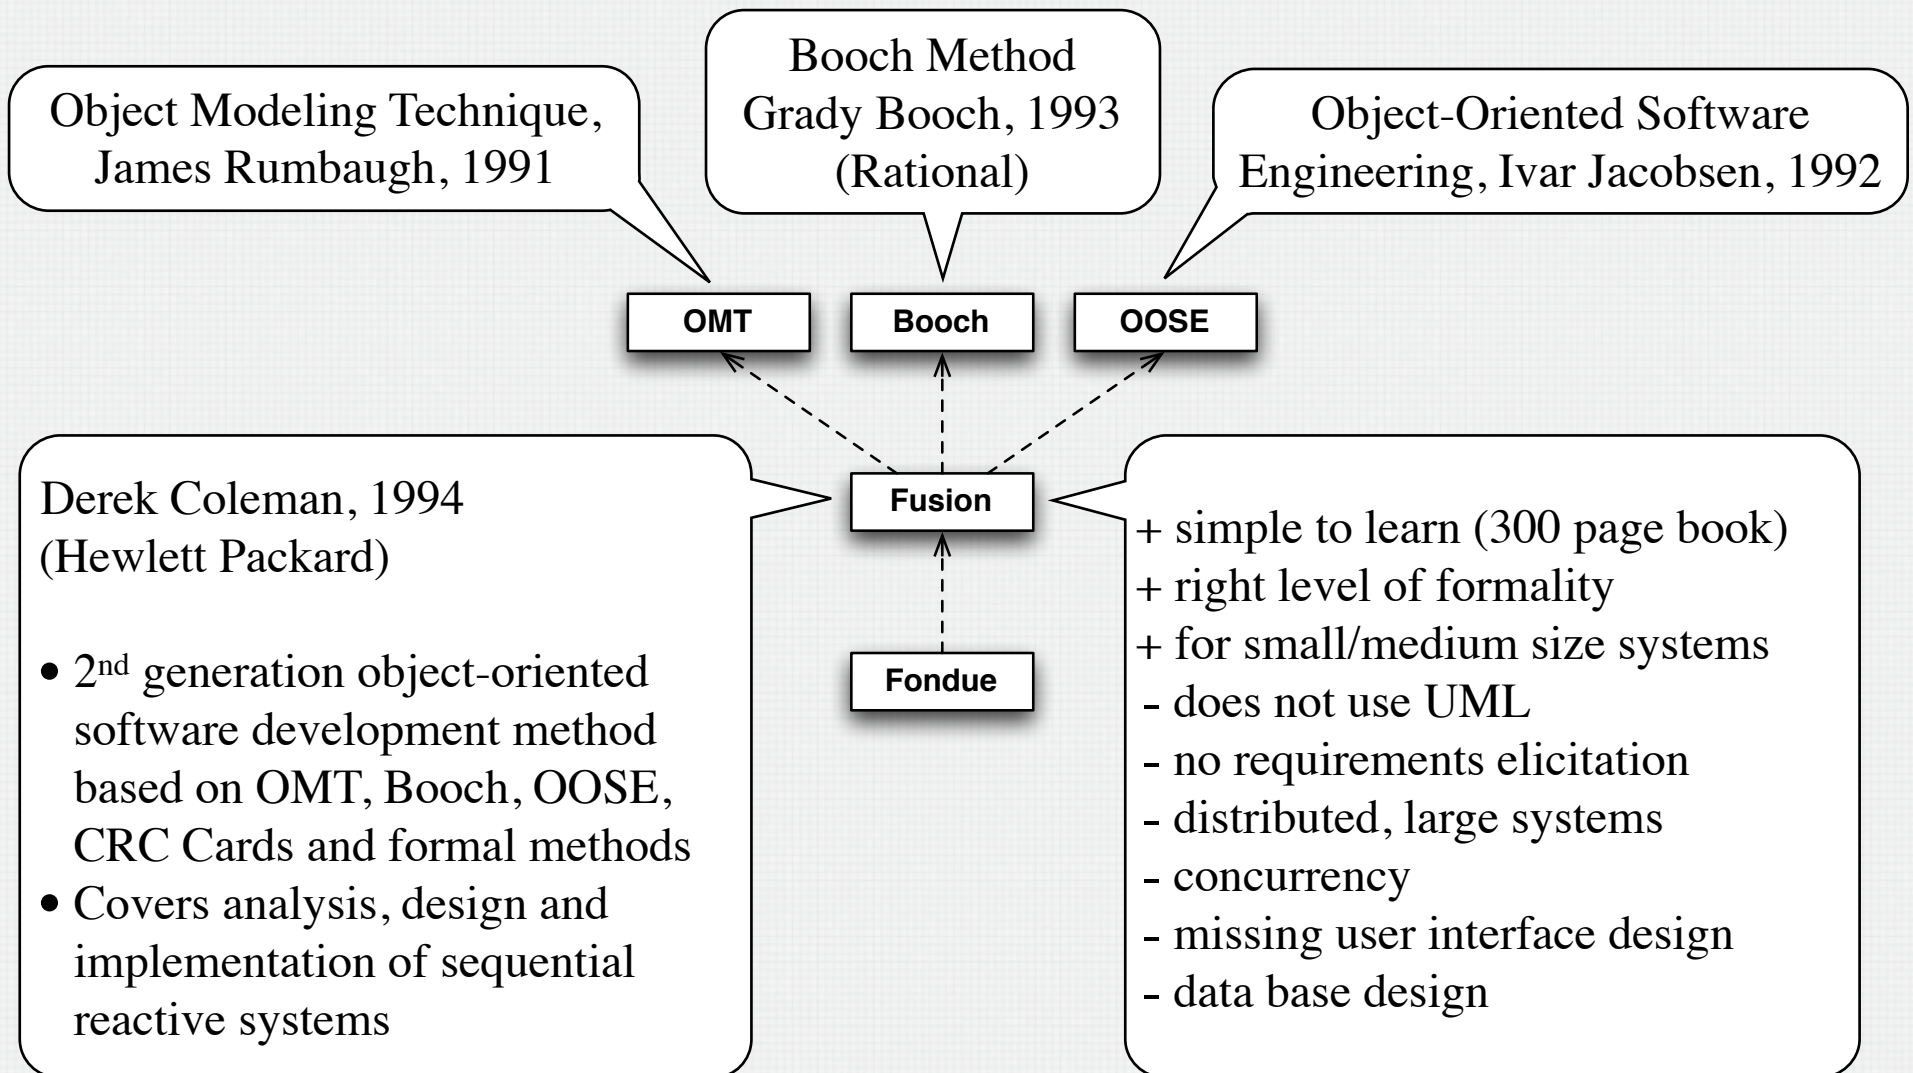 Object Modeling Technique,
James Rumbaugh, 1991
Booch Method
Grady Booch, 1993
(Rational)
Object-Oriented Software
Engineering, Ivar Jacobsen, 1992
OMT
Booch
OOSE
Derek Coleman, 1994
(Hewlett Packard)
• 2nd generation object-oriented
software development method
based on OMT, Booch, OOSE,
CRC Cards and formal methods
• Covers analysis, design and
implementation of sequential
reactive systems
Fusion
Fondue
+ simple to learn (300 page book)
+ right level of formality
+ for small/medium size systems
- does not use UML
- no requirements elicitation
- distributed, large systems
- concurrency
- missing user interface design
- data base design